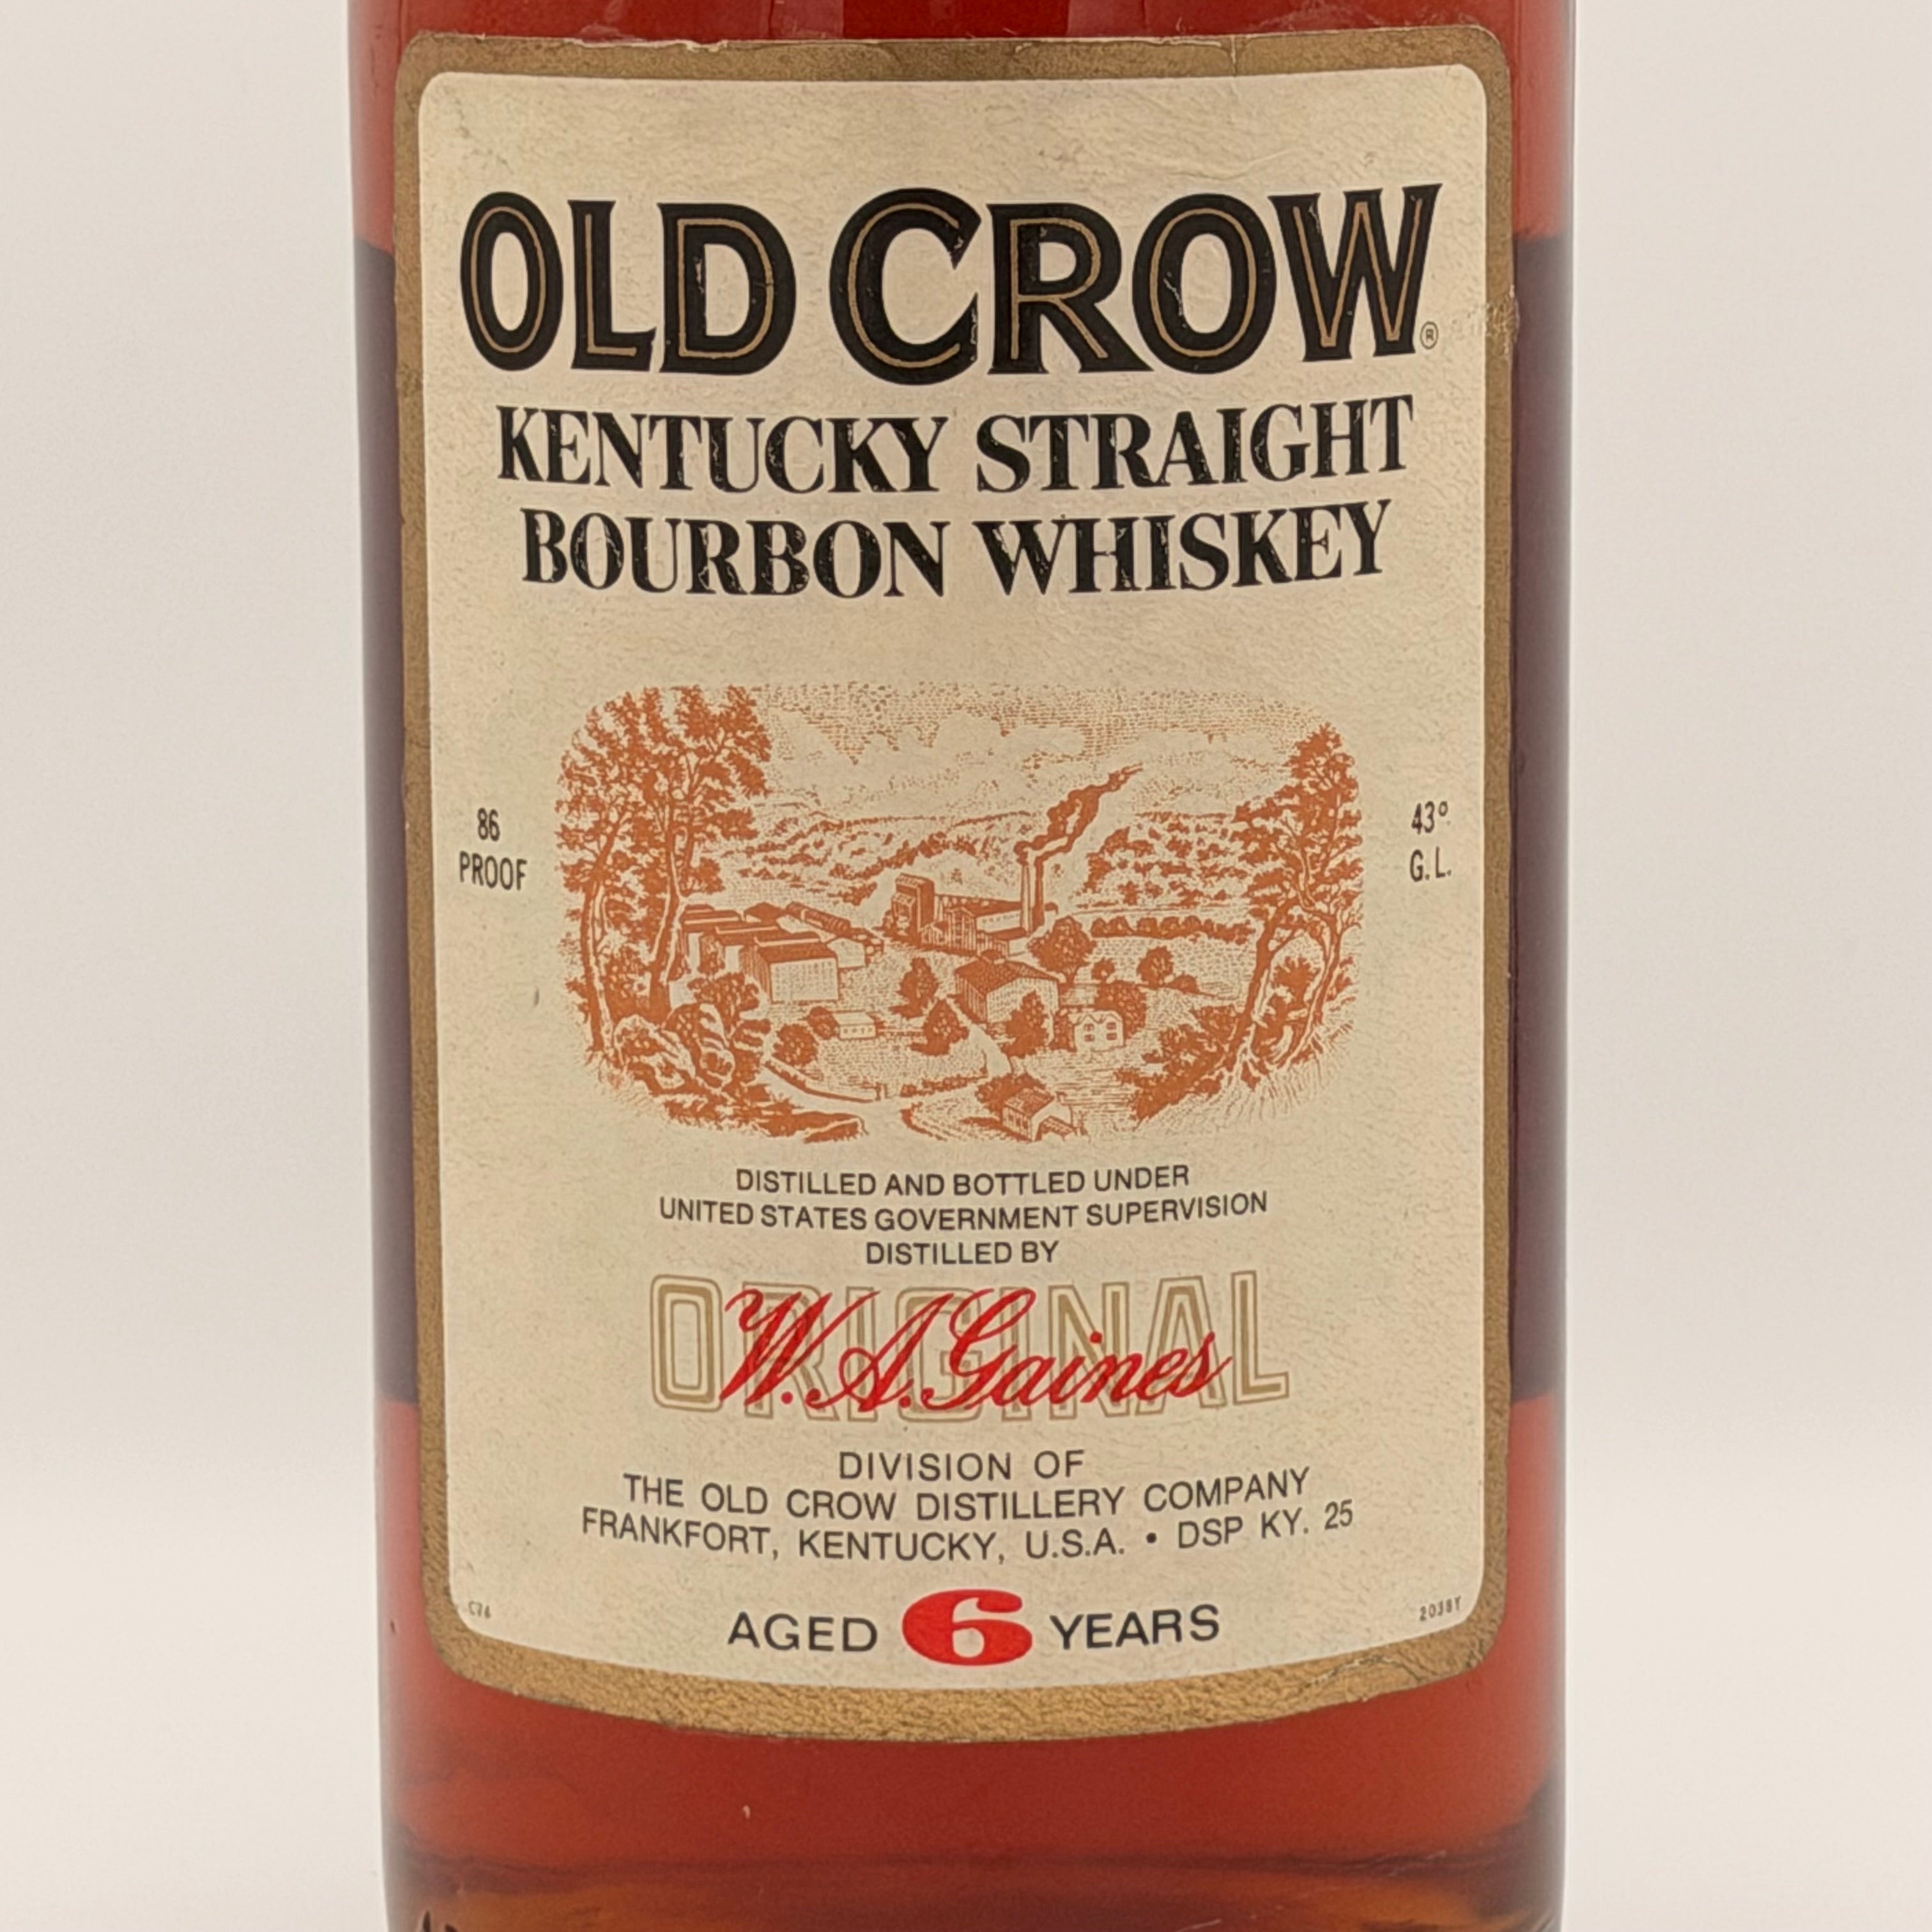 OLD CROW®
KENTUCKY STRAIGHT
BOURBON WHISKEY
86
PROOF
43°
G.L.
DISTILLED AND BOTTLED UNDER
UNITED STATES GOVERNMENT SUPERVISION
DISTILLED BY
ORIGINAL
W.A.Gaines
DIVISION OF
THE OLD CROW DISTILLERY COMPANY
FRANKFORT, KENTUCKY, U.S.A. • DSP KY. 25
AGED 6 YEARS
2038Y